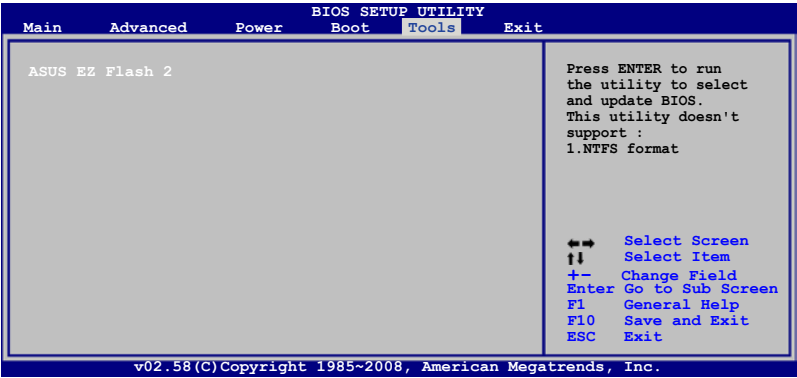 BIOS SETUP UTILITY
Main Advanced Power Boot Tools Exit
ASUS EZ Flash 2
Press ENTER to run
the utility to select
and update BIOS.
This utility doesn't
support :
1.NTFS format
←→ Select Screen
↑↓ Select Item
+- Change Field
Enter Go to Sub Screen
F1 General Help
F10 Save and Exit
ESC Exit
v02.58(C)Copyright 1985~2008, American Megatrends, Inc.